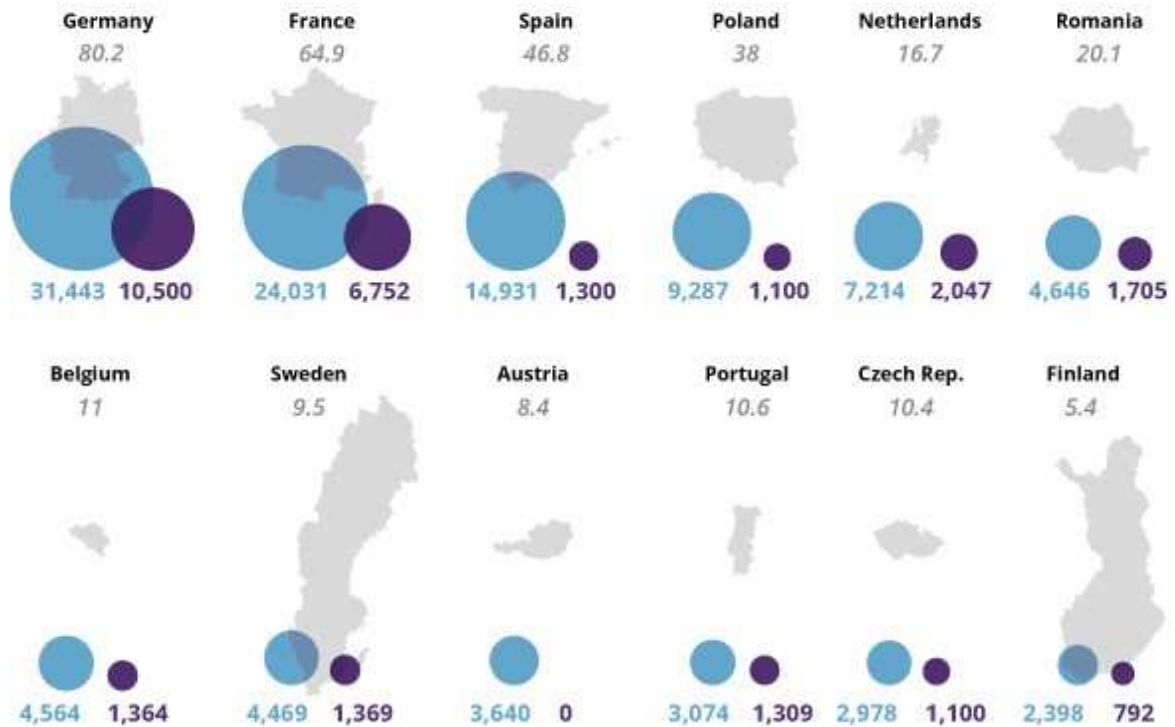 Germany France Spain Poland Netherlands Romania
80.2 64.9 46.8 38 16.7 20.1
31,443 10,500 24,031 6,752 14,931 1,300 9,287 1,100 7,214 2,047 4,646 1,705
Belgium Sweden Austria Portugal Czech Rep. Finland
11 9.5 8.4 10.6 10.4 5.4
4,564 1,364 4,469 1,369 3,640 0 3,074 1,309 2,978 1,100 2,398 792